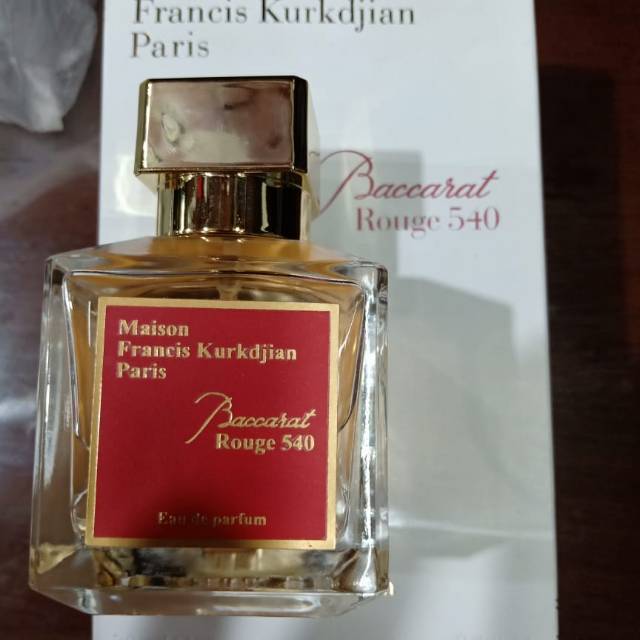 Francis Kurkdjian
Paris
Baccarat
Rouge 540
Maison
Francis Kurkdjian
Paris
Baccarat
Rouge 540
Eau de parfum